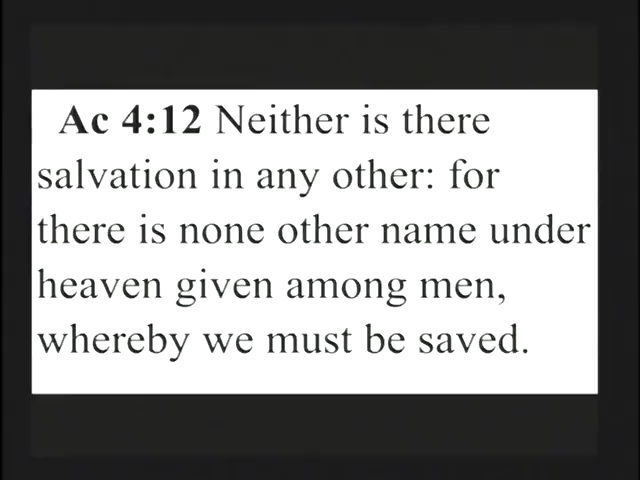 Ac 4:12 Neither is there
salvation in any other: for
there is none other name under
heaven given among men,
whereby we must be saved.